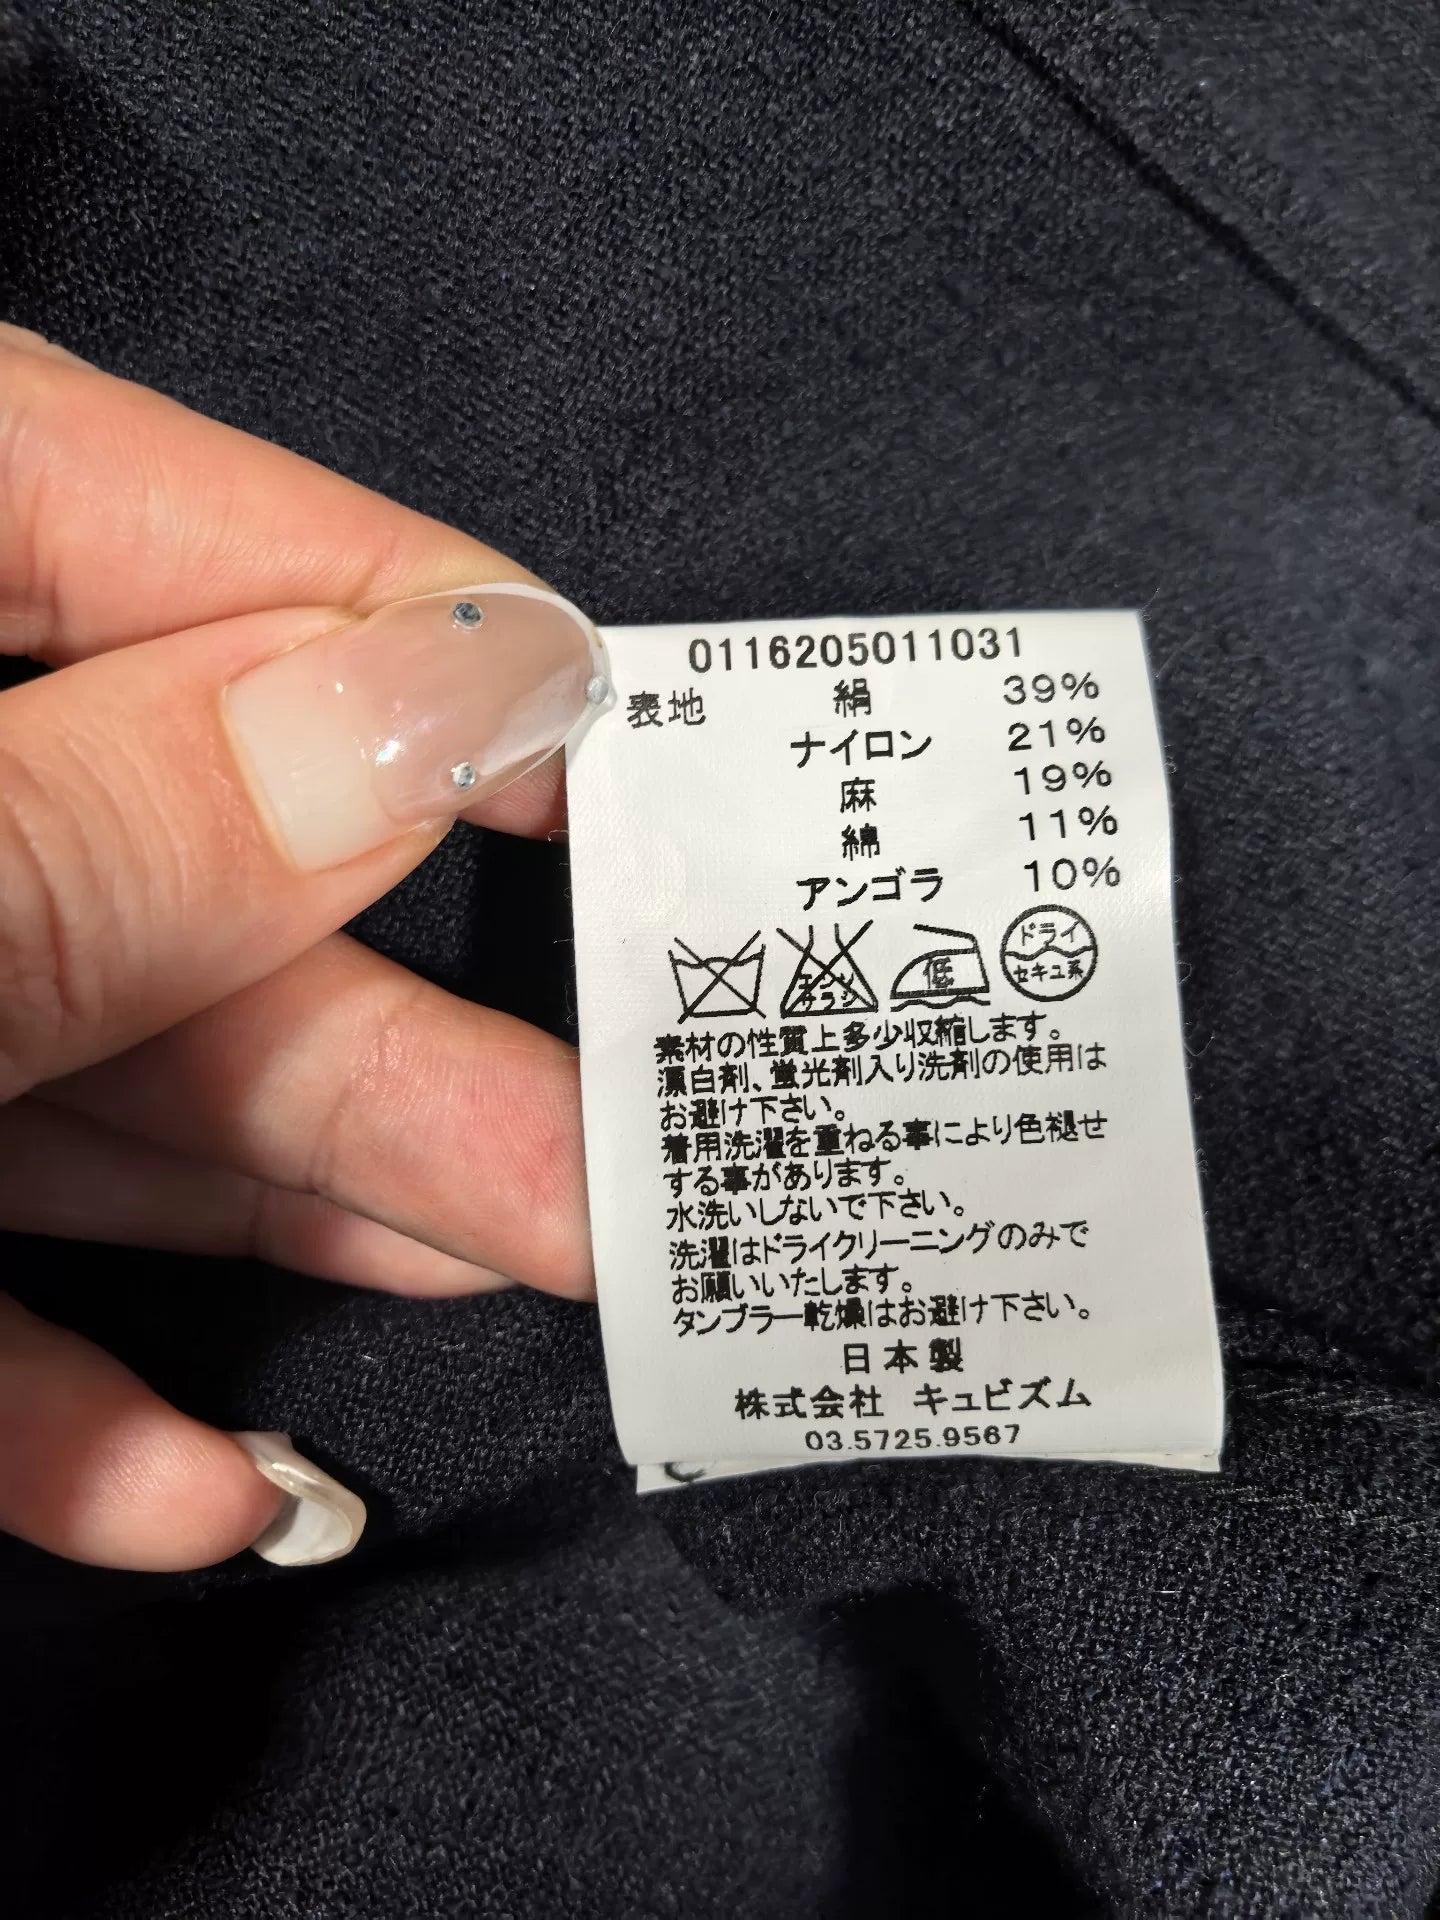 0116205011031
表地 絹 39%
ナイロン 21%
麻 19%
綿 11%
アンゴラ 10%
エンソサラシ 低 ドライ セキユ系
素材の性質上多少収縮します。
漂白剤、蛍光剤入り洗剤の使用は
お避け下さい。
着用洗濯を重ねる事により色褪せ
する事があります。
水洗いしないで下さい。
洗濯はドライクリーニングのみで
お願いいたします。
タンブラー乾燥はお避け下さい。
日本製
株式会社 キュビズム
03.5725.9567